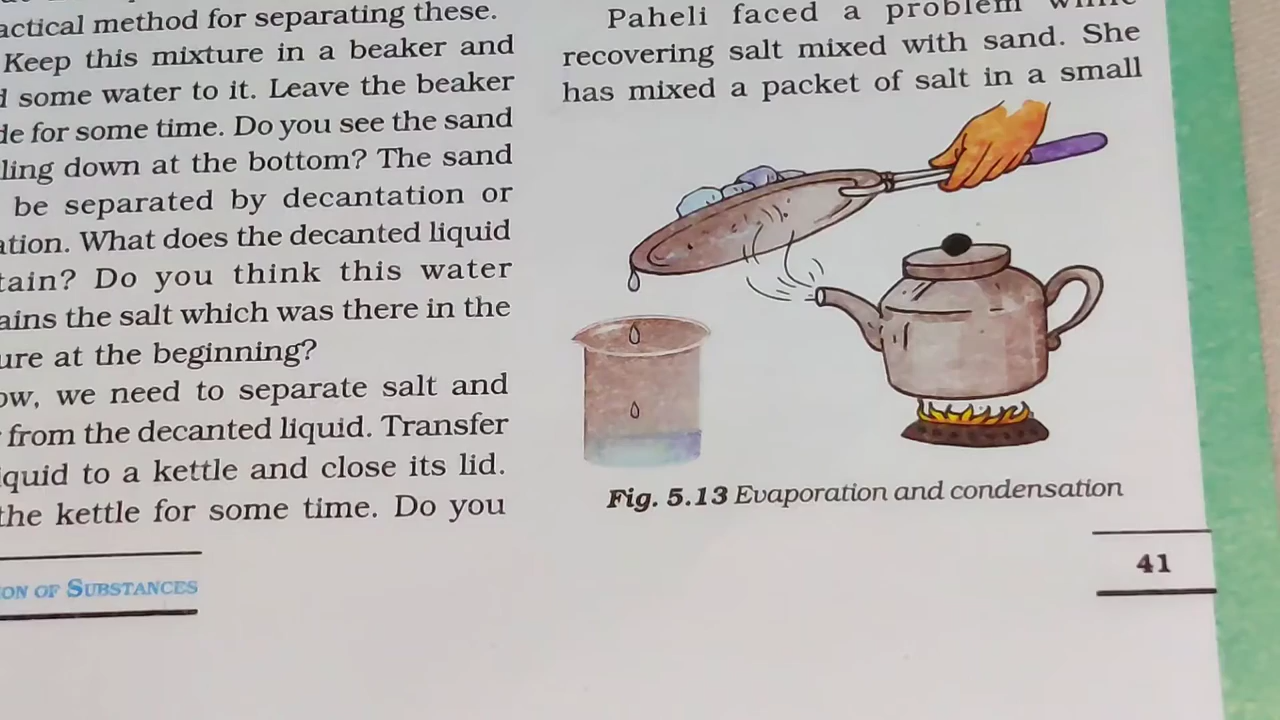 actical method for separating these.
Keep this mixture in a beaker and
some water to it. Leave the beaker
de for some time. Do you see the sand
ling down at the bottom? The sand
be separated by decantation or
ation. What does the decanted liquid
tain? Do you think this water
ains the salt which was there in the
ure at the beginning?
ow, we need to separate salt and
from the decanted liquid. Transfer
iquid to a kettle and close its lid.
the kettle for some time. Do you
ON OF SUBSTANCES
Paheli faced a problem while
recovering salt mixed with sand. She
has mixed a packet of salt in a small
Fig. 5.13 Evaporation and condensation
41